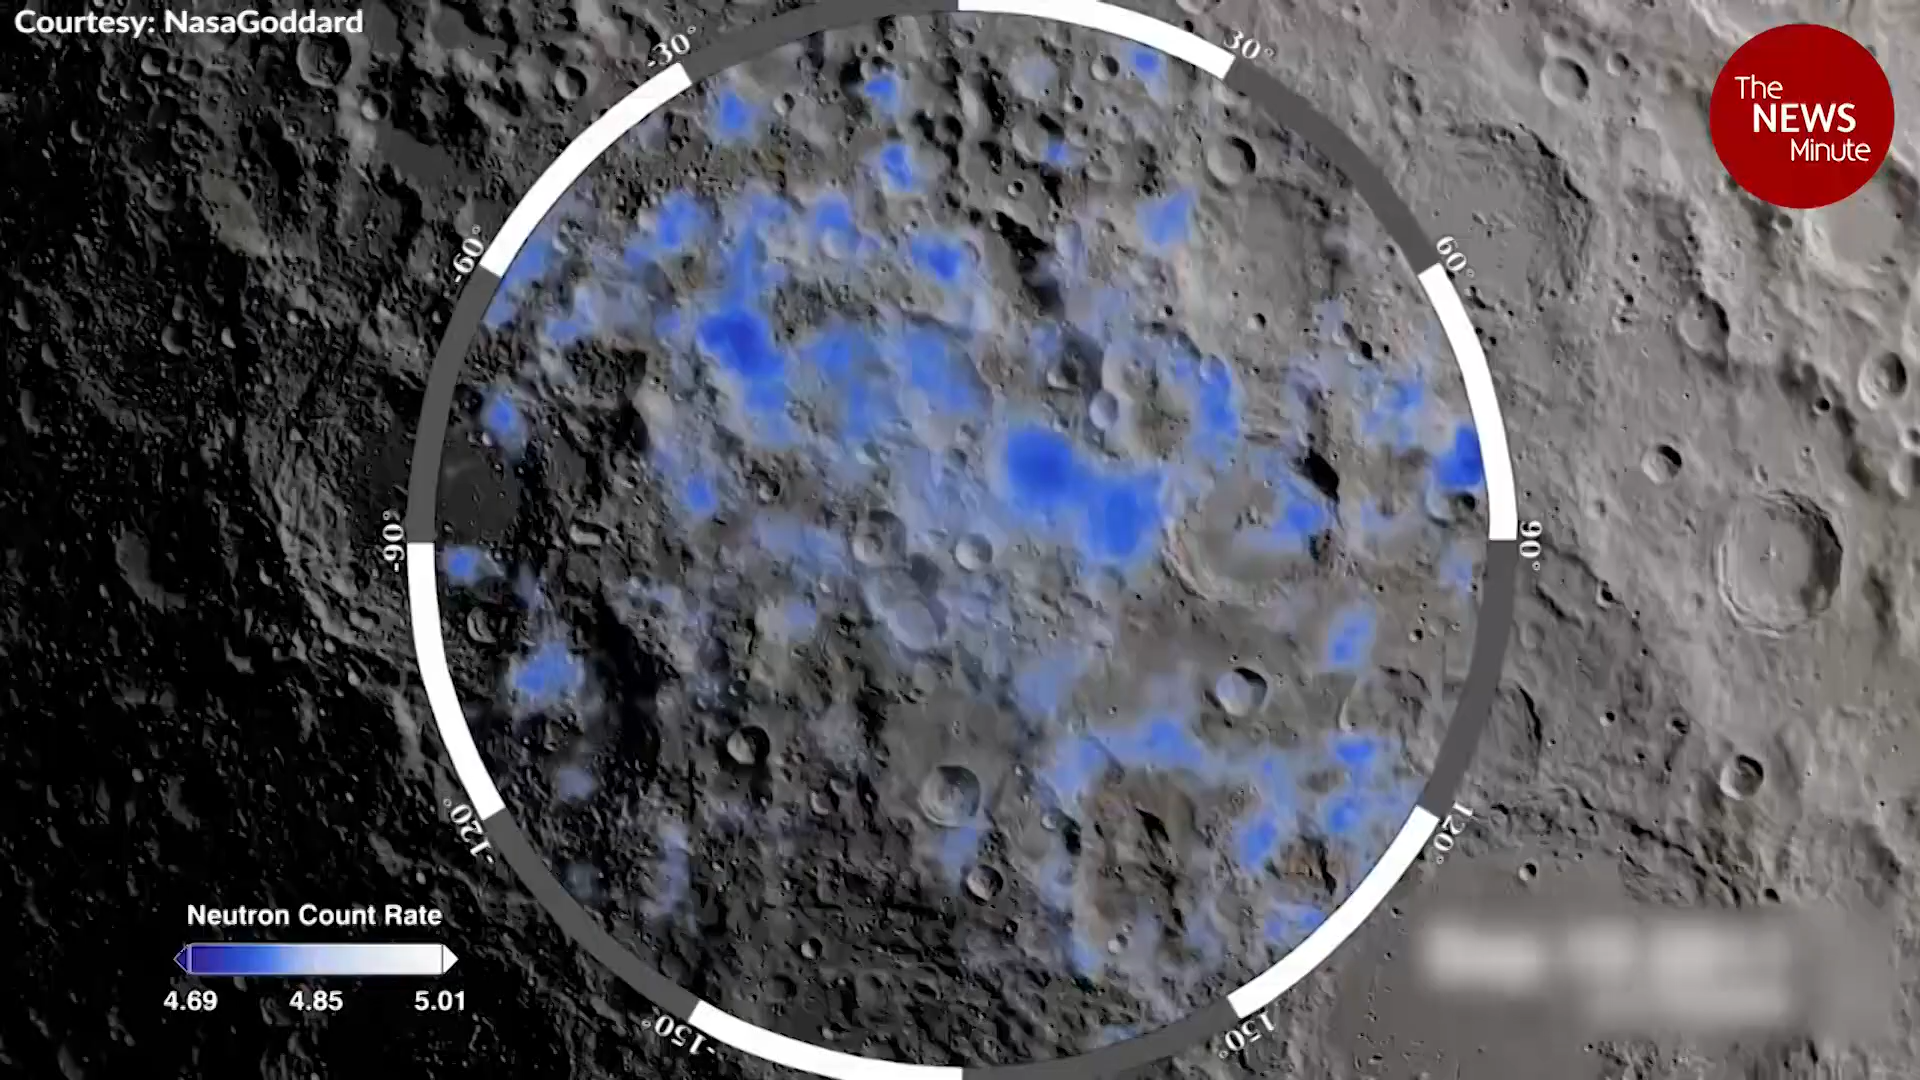 Courtesy: NasaGoddard
The
NEWS
Minute
-30°
30°
-60°
60°
-90°
90°
-120°
120°
-150°
150°
Neutron Count Rate
4.69 4.85 5.01